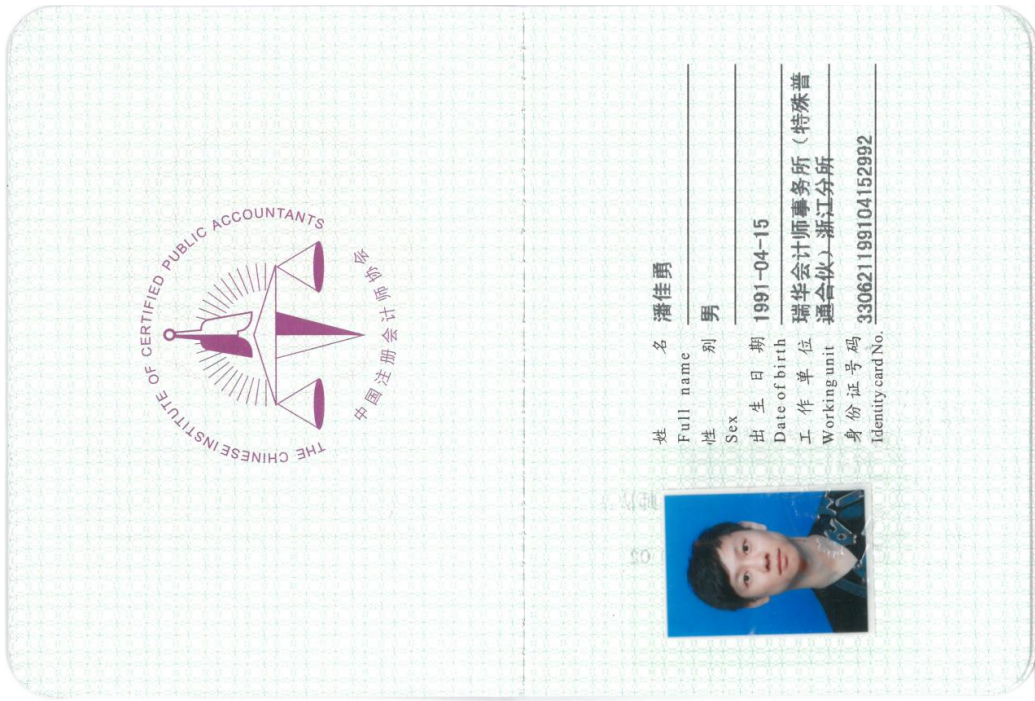 THE CHINESE INSTITUTE OF CERTIFIED PUBLIC ACCOUNTANTS
中国注册会计师协会
姓 名 潘佳勇
Full name
性 别 男
Sex
出 生 日 期 1991-04-15
Date of birth
工 作 单 位 瑞华会计师事务所（特殊普
Working unit 通合伙）浙江分所
身份证号码 330621199104152992
Identity card No.